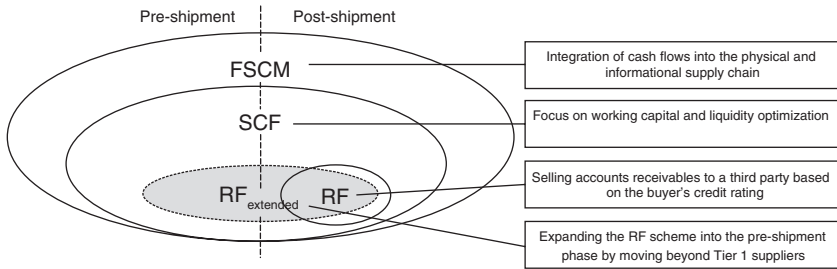 Pre-shipment
Post-shipment
FSCM
Integration of cash flows into the physical and
informational supply chain
SCF
Focus on working capital and liquidity optimization
Selling accounts receivables to a third party based
on the buyer's credit rating
RF extended
RF
Expanding the RF scheme into the pre-shipment
phase by moving beyond Tier 1 suppliers